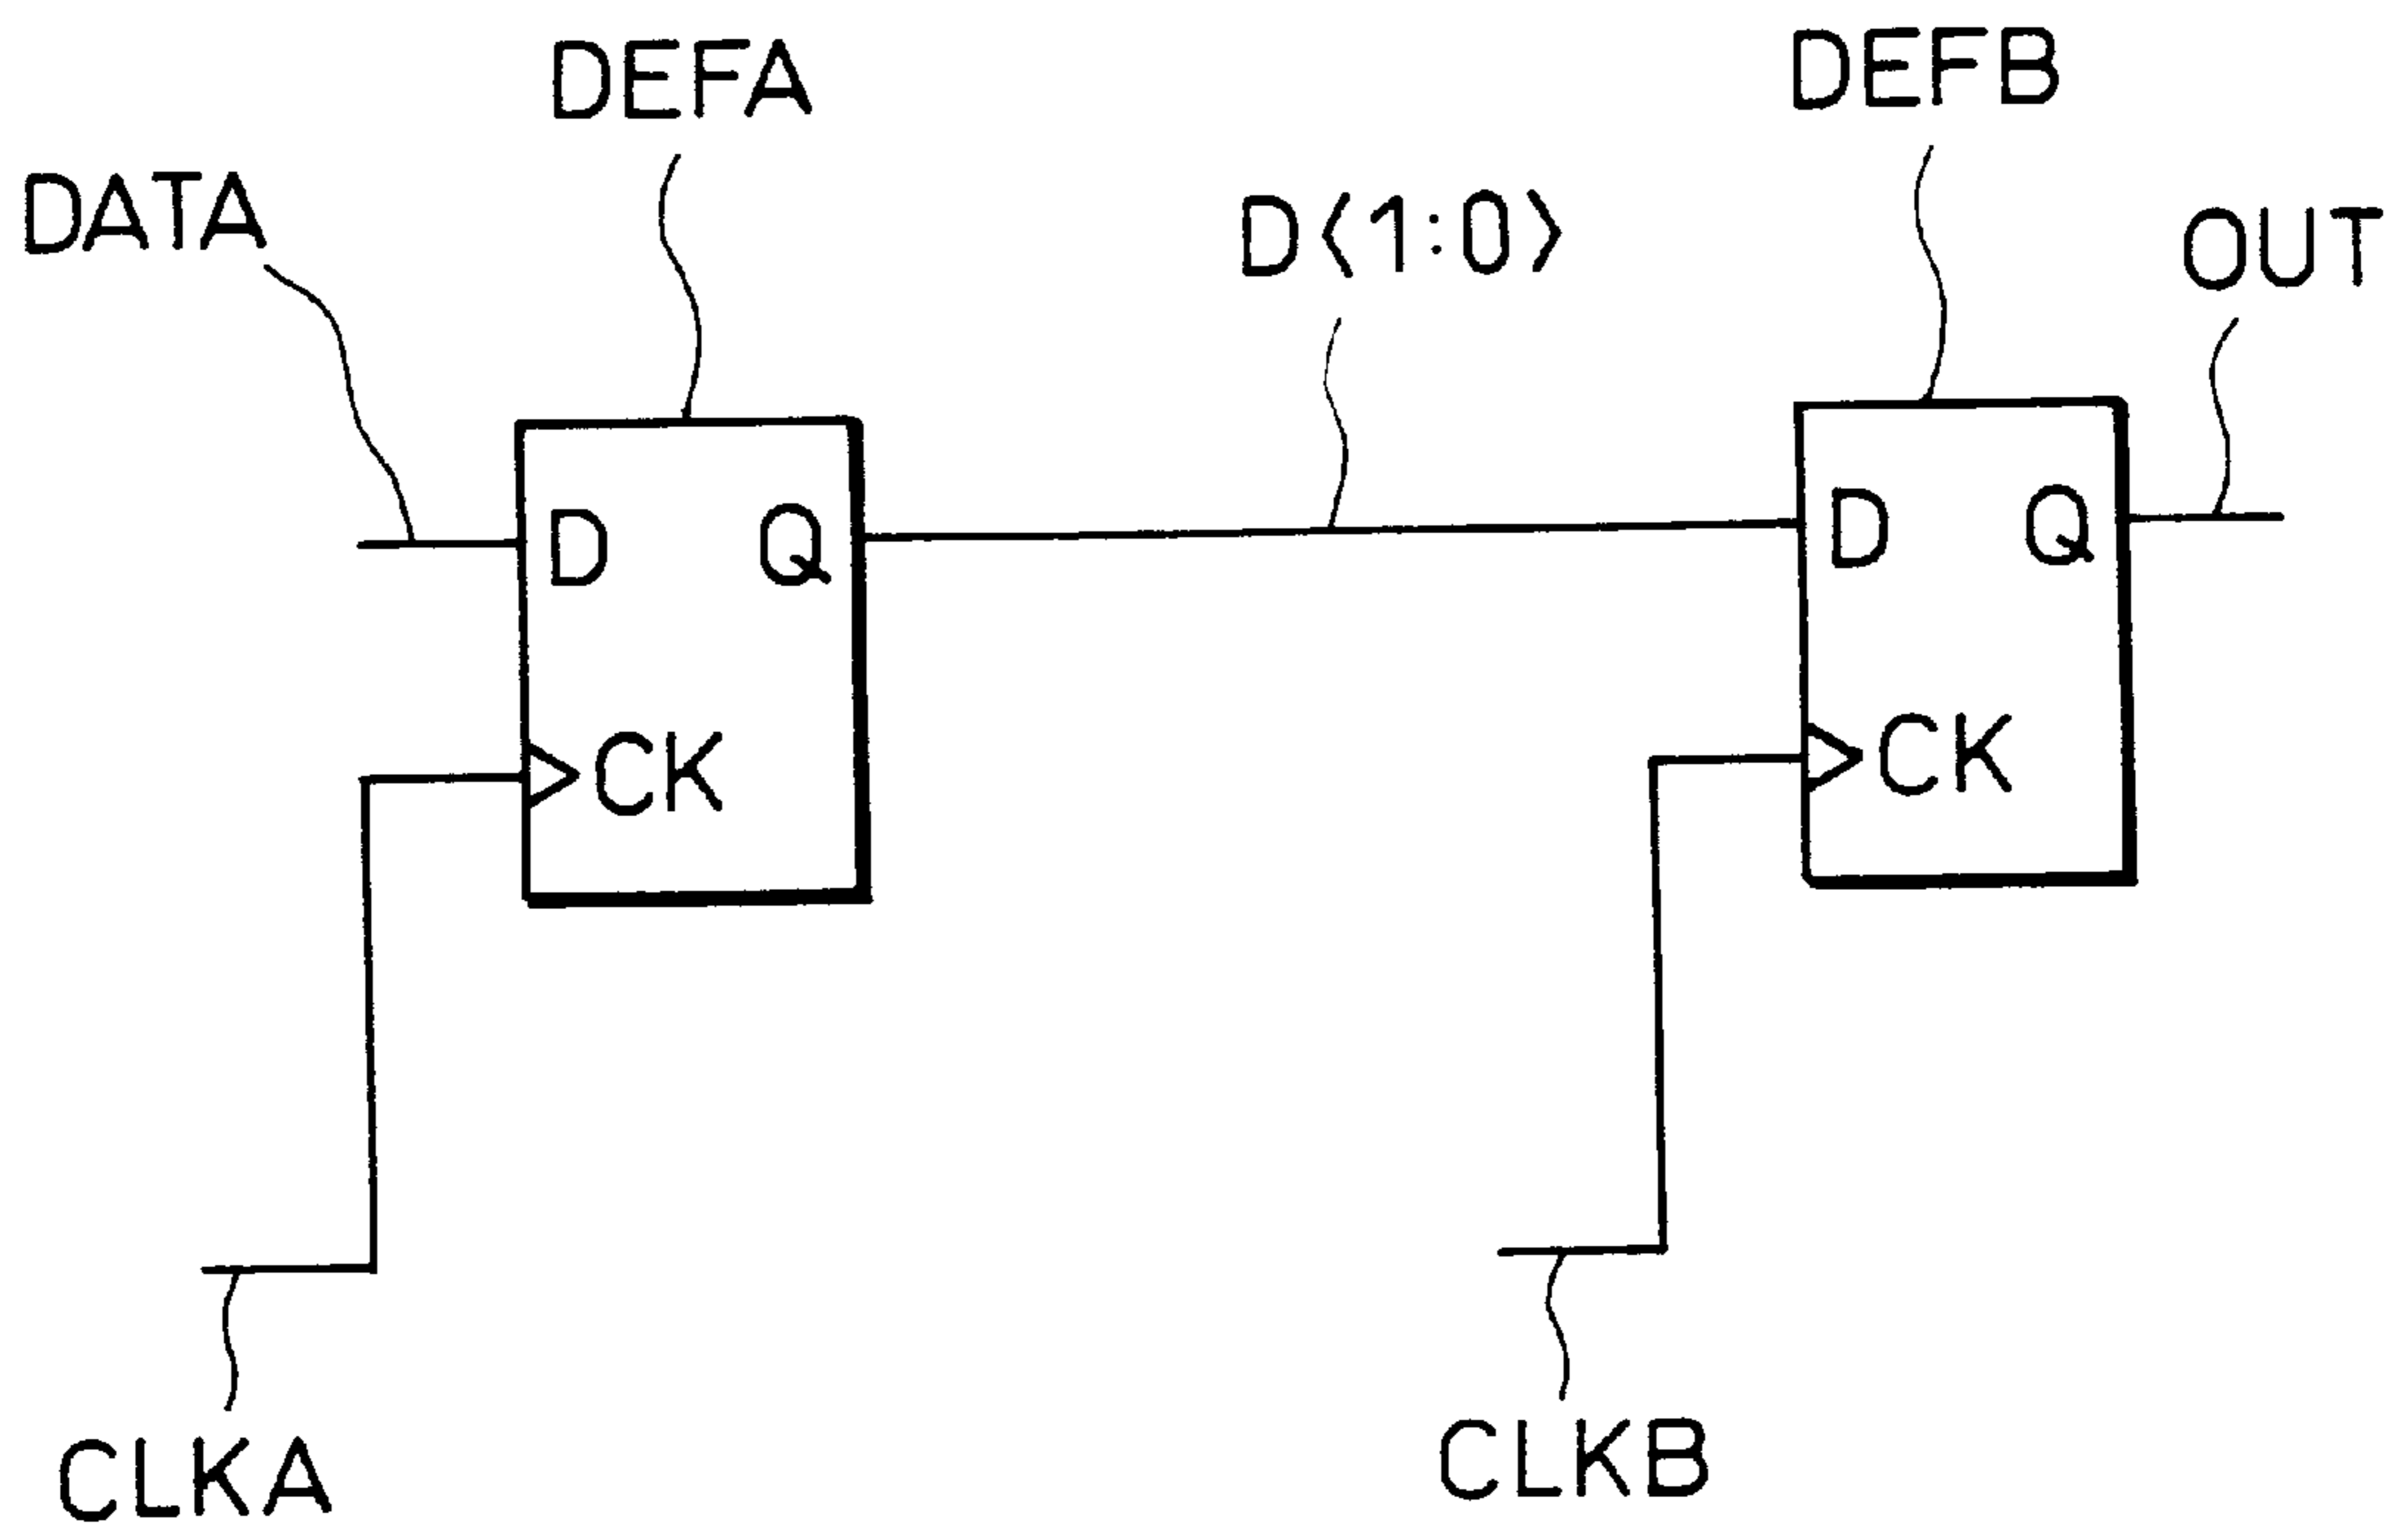 DEFA
DEFB
DATA
D<1:0>
OUT
D
Q
D
Q
CK
CK
CLKA
CLKB